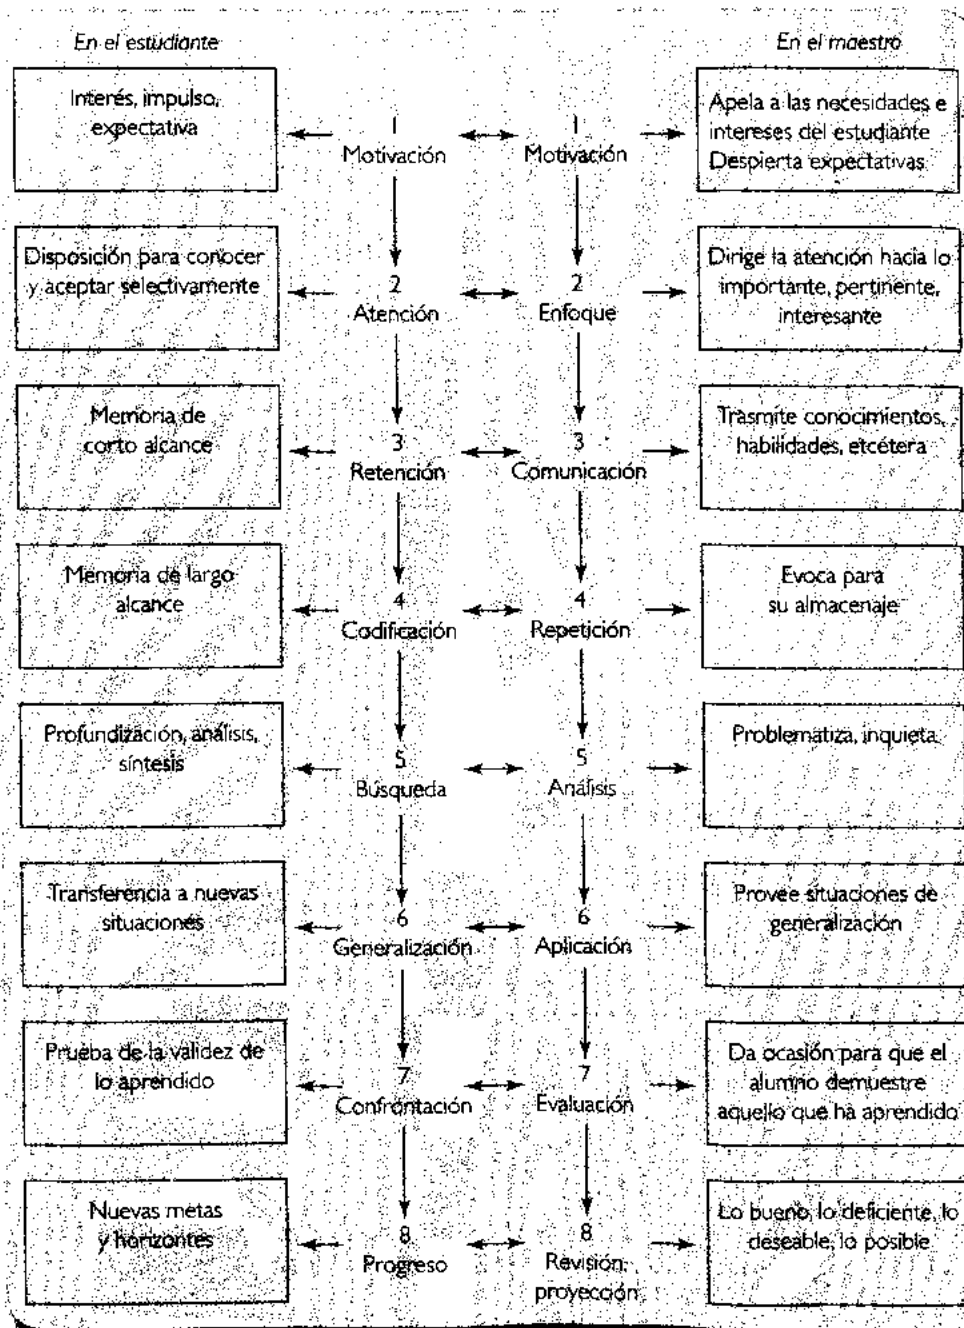 En el estudiante
En el maestro
Interés, impulso,
expectativa
1
Motivación
1
Motivación
Apela a las necesidades e
intereses del estudiante
Despierta expectativas
Disposición para conocer
y aceptar selectivamente
2
Atención
2
Enfoque
Dirige la atención hacia lo
importante, pertinente,
interesante
Memoria de
corto alcance
3
Retención
3
Comunicación
Trasmite conocimientos,
habilidades, etcétera
Memoria de largo
alcance
4
Codificación
4
Repetición
Evoca para
su almacenaje
Profundización, análisis,
síntesis
5
Búsqueda
5
Análisis
Problematiza, inquieta
Transferencia a nuevas
situaciones
6
Generalización
6
Aplicación
Provee situaciones de
generalización
Prueba de la validez de
lo aprendido
7
Confrontación
7
Evaluación
Da ocasión para que el
alumno demuestre
aquello que ha aprendido
Nuevas metas
y horizontes
8
Progreso
8
Revisión,
proyección
Lo bueno, lo deficiente, lo
deseable, lo posible